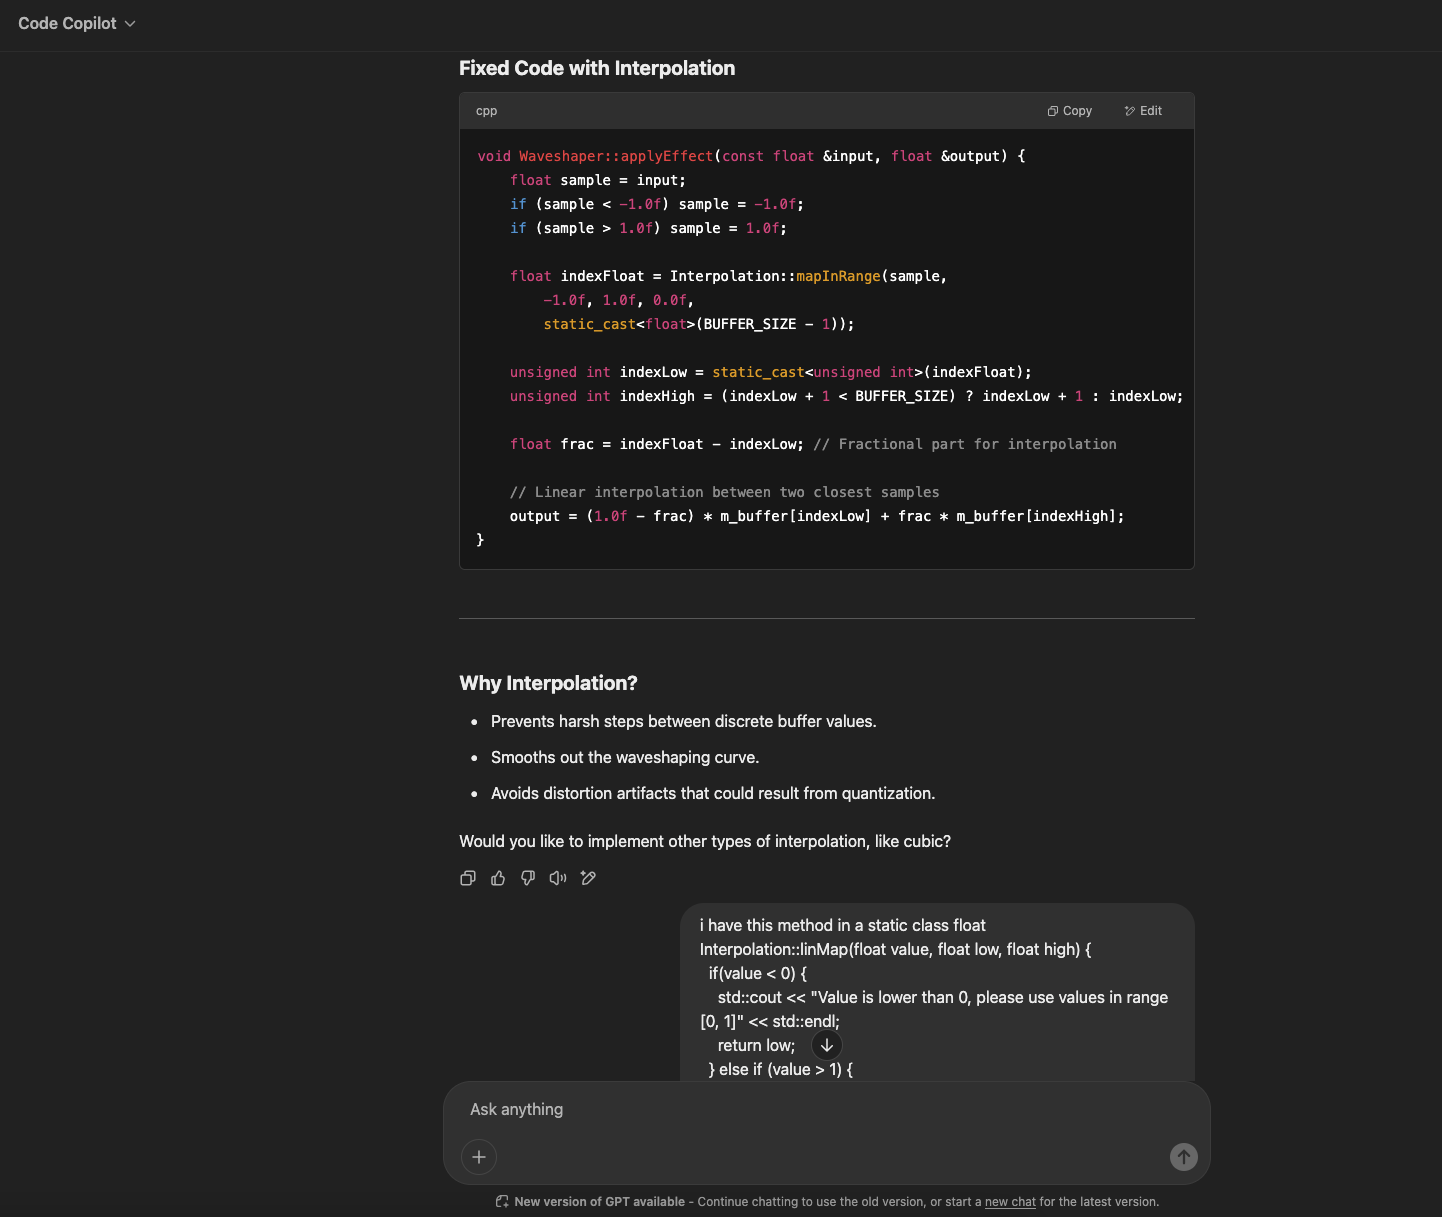 Code Copilot
Fixed Code with Interpolation
cpp
Copy
Edit
void Waveshaper::applyEffect(const float &input, float &output) {
    float sample = input;
    if (sample < -1.0f) sample = -1.0f;
    if (sample > 1.0f) sample = 1.0f;
    float indexFloat = Interpolation::mapInRange(sample,
        -1.0f, 1.0f, 0.0f,
        static_cast<float>(BUFFER_SIZE - 1));
    unsigned int indexLow = static_cast<unsigned int>(indexFloat);
    unsigned int indexHigh = (indexLow + 1 < BUFFER_SIZE) ? indexLow + 1 : indexLow;
    float frac = indexFloat - indexLow; // Fractional part for interpolation
    // Linear interpolation between two closest samples
    output = (1.0f - frac) * m_buffer[indexLow] + frac * m_buffer[indexHigh];
}
Why Interpolation?
• Prevents harsh steps between discrete buffer values.
• Smooths out the waveshaping curve.
• Avoids distortion artifacts that could result from quantization.
Would you like to implement other types of interpolation, like cubic?
i have this method in a static class float
Interpolation::linMap(float value, float low, float high) {
  if(value < 0) {
    std::cout << "Value is lower than 0, please use values in range
[0, 1]" << std::endl;
    return low;
  } else if (value > 1) {
Ask anything
New version of GPT available - Continue chatting to use the old version, or start a new chat for the latest version.